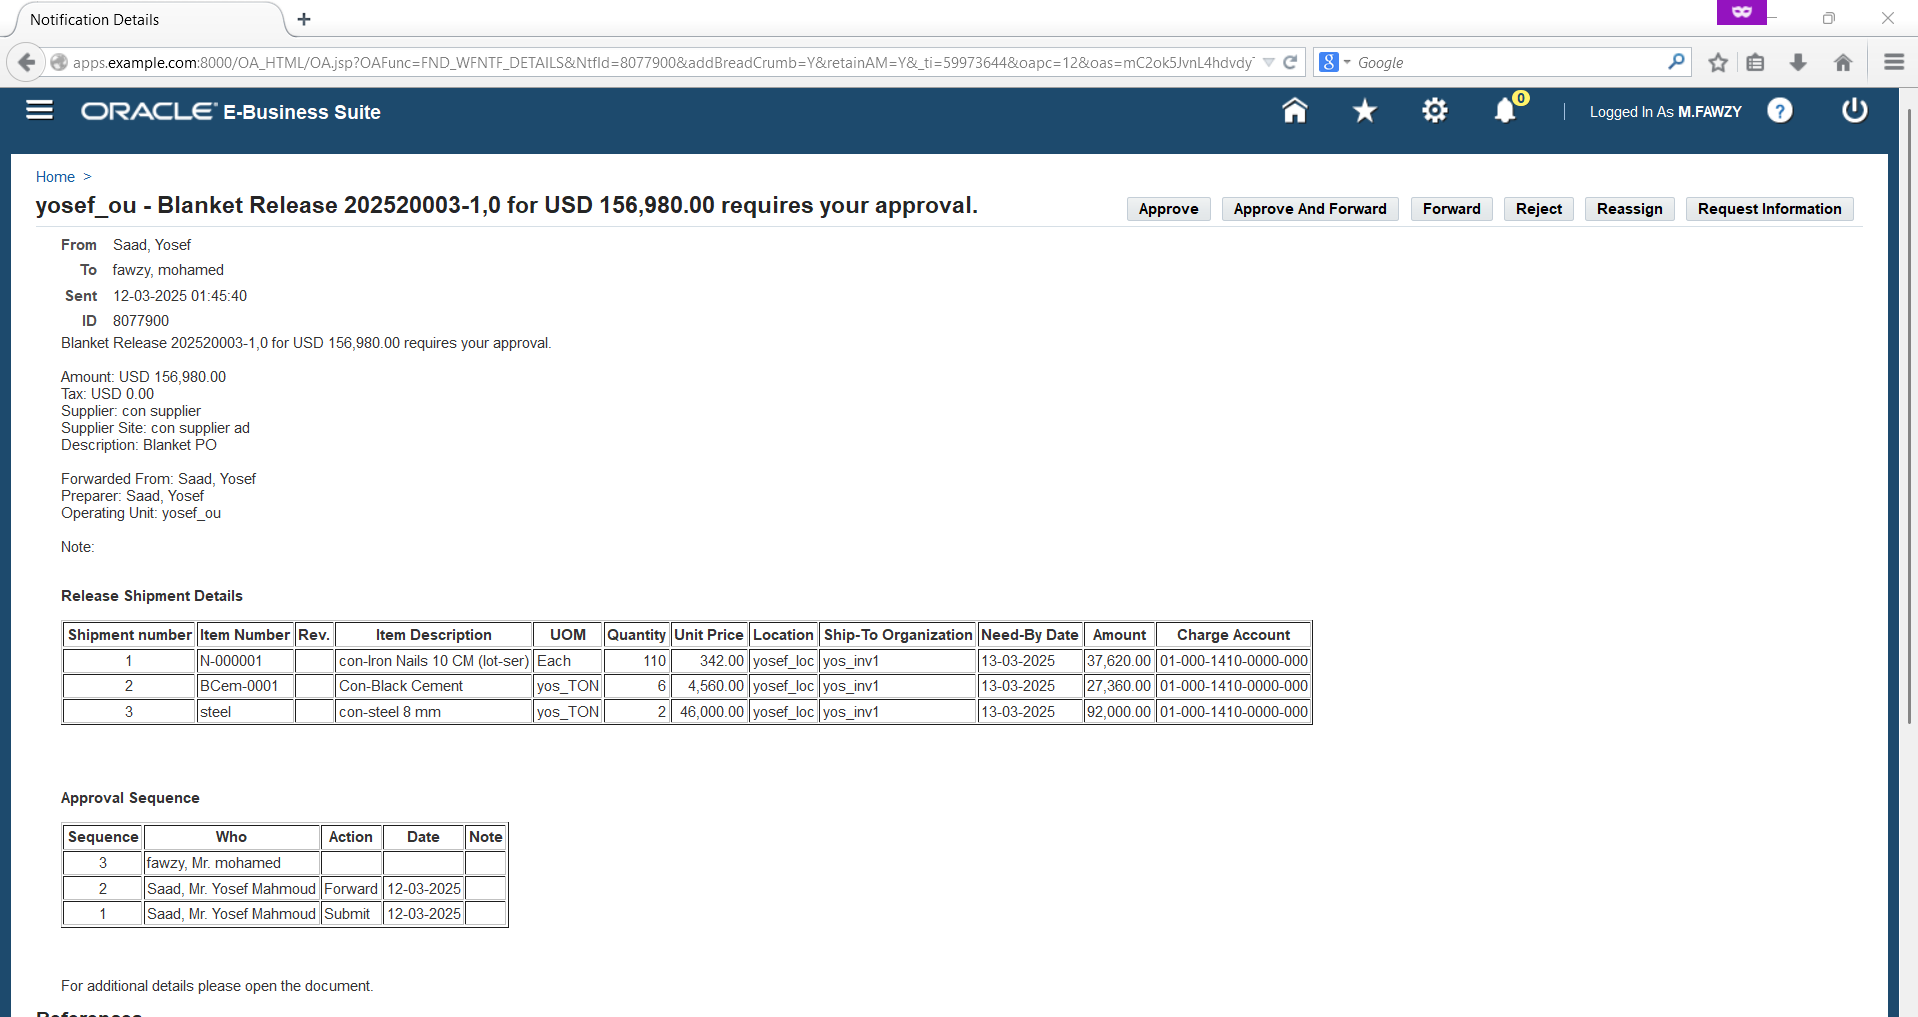 Notification Details
apps.example.com:8000/OA_HTML/OA.jsp?OAFunc=FND_WFNTF_DETAILS&NtfId=8077900&addBreadCrumb=Y&retainAM=Y&_ti=59973644&oapc=12&oas=mC2ok5JvnL4hdvdy
8 Google
ORACLE E-Business Suite
0
Logged In As M.FAWZY ?
Home >
yosef_ou - Blanket Release 202520003-1,0 for USD 156,980.00 requires your approval.
Approve Approve And Forward Forward Reject Reassign Request Information
From Saad, Yosef
To fawzy, mohamed
Sent 12-03-2025 01:45:40
ID 8077900
Blanket Release 202520003-1,0 for USD 156,980.00 requires your approval.
Amount: USD 156,980.00
Tax: USD 0.00
Supplier: con supplier
Supplier Site: con supplier ad
Description: Blanket PO
Forwarded From: Saad, Yosef
Preparer: Saad, Yosef
Operating Unit: yosef_ou
Note:
Release Shipment Details
Shipment number Item Number Rev. Item Description UOM Quantity Unit Price Location Ship-To Organization Need-By Date Amount Charge Account
1 N-000001 con-Iron Nails 10 CM (lot-ser) Each 110 342.00 yosef_loc yos_inv1 13-03-2025 37,620.00 01-000-1410-0000-000
2 BCem-0001 Con-Black Cement yos_TON 6 4,560.00 yosef_loc yos_inv1 13-03-2025 27,360.00 01-000-1410-0000-000
3 steel con-steel 8 mm yos_TON 2 46,000.00 yosef_loc yos_inv1 13-03-2025 92,000.00 01-000-1410-0000-000
Approval Sequence
Sequence Who Action Date Note
3 fawzy, Mr. mohamed
2 Saad, Mr. Yosef Mahmoud Forward 12-03-2025
1 Saad, Mr. Yosef Mahmoud Submit 12-03-2025
For additional details please open the document.
References